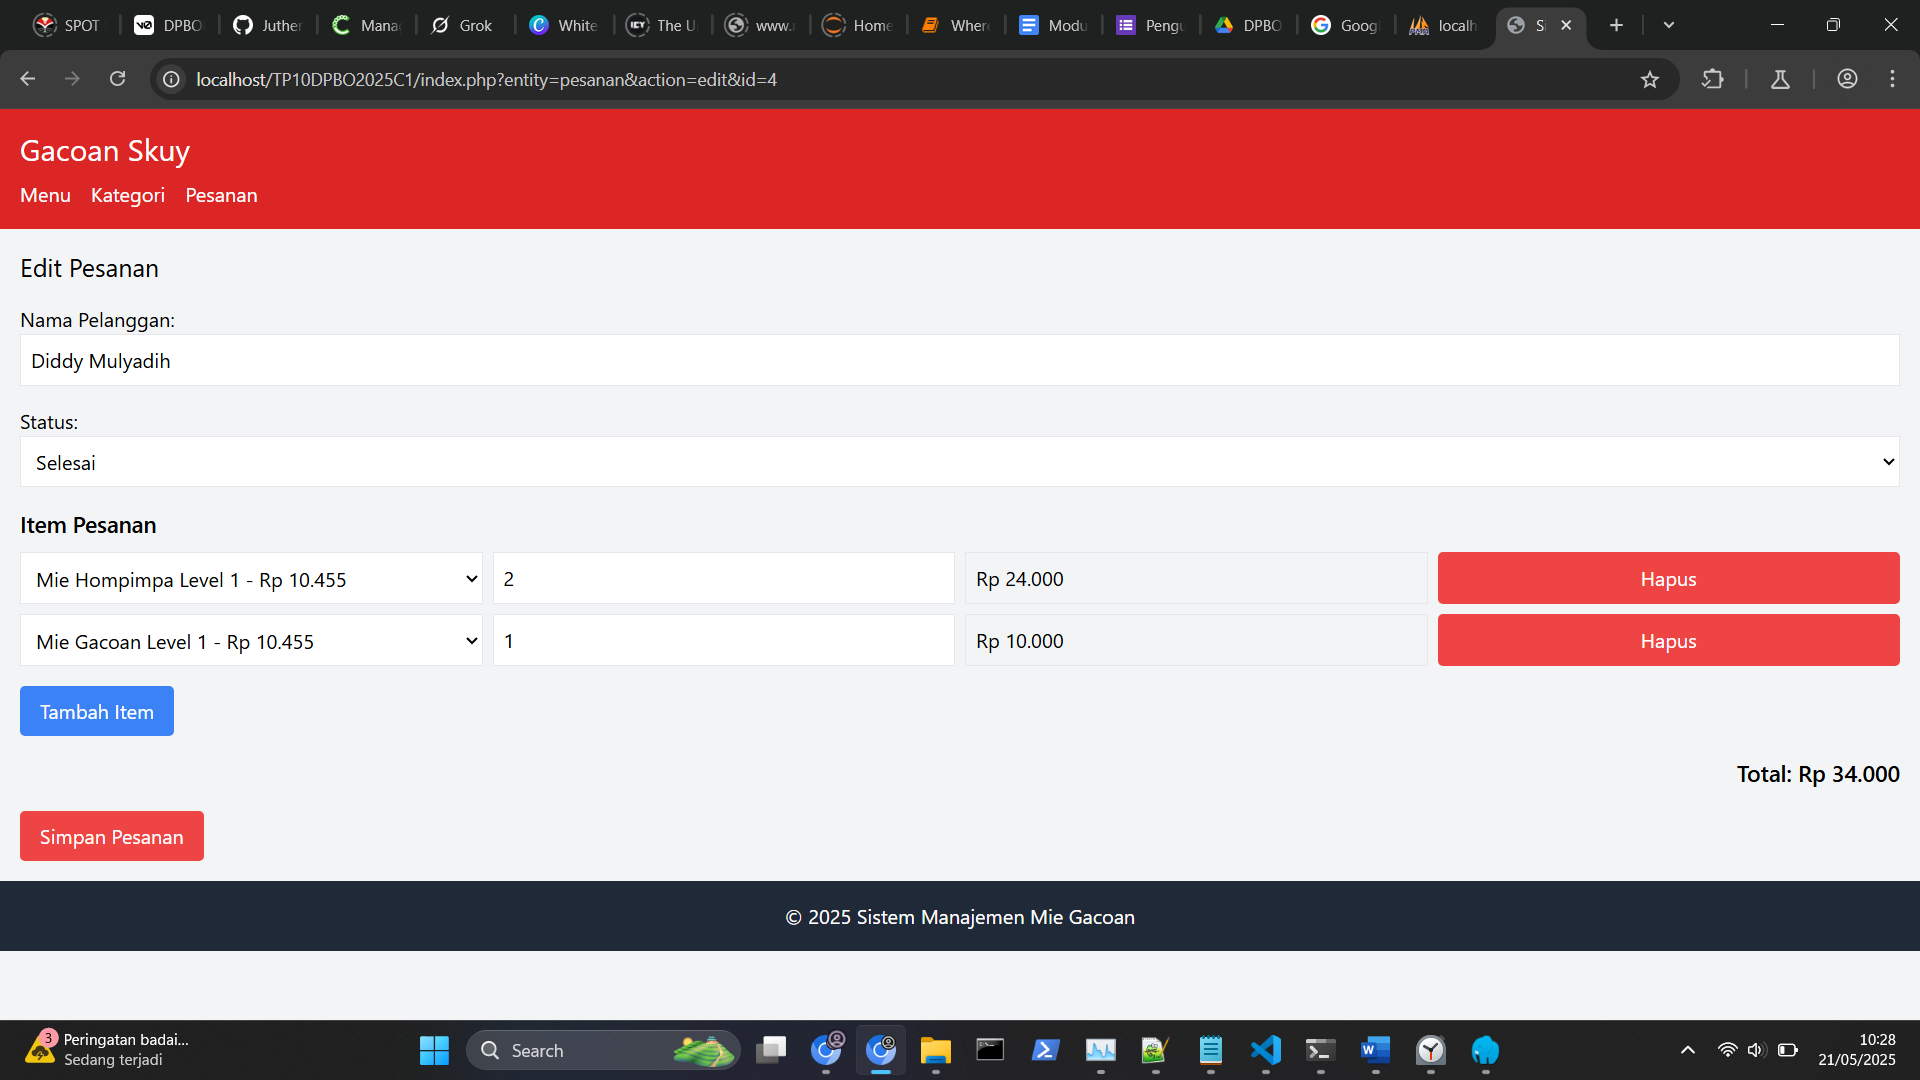 SPOT
DPBO
Juther
Mana
Grok
White
The U
www.
Home
Where
Modu
Pengu
DPBO
Goog
localh
localhost/TP10DPBO2025C1/index.php?entity=pesanan&action=edit&id=4
Gacoan Skuy
Menu Kategori Pesanan
Edit Pesanan
Nama Pelanggan:
Diddy Mulyadih
Status:
Selesai
Item Pesanan
Mie Hompimpa Level 1 - Rp 10.455 2 Rp 24.000 Hapus
Mie Gacoan Level 1 - Rp 10.455 1 Rp 10.000 Hapus
Tambah Item
Total: Rp 34.000
Simpan Pesanan
© 2025 Sistem Manajemen Mie Gacoan
3
Peringatan badai...
Sedang terjadi
Search
10:28
21/05/2025